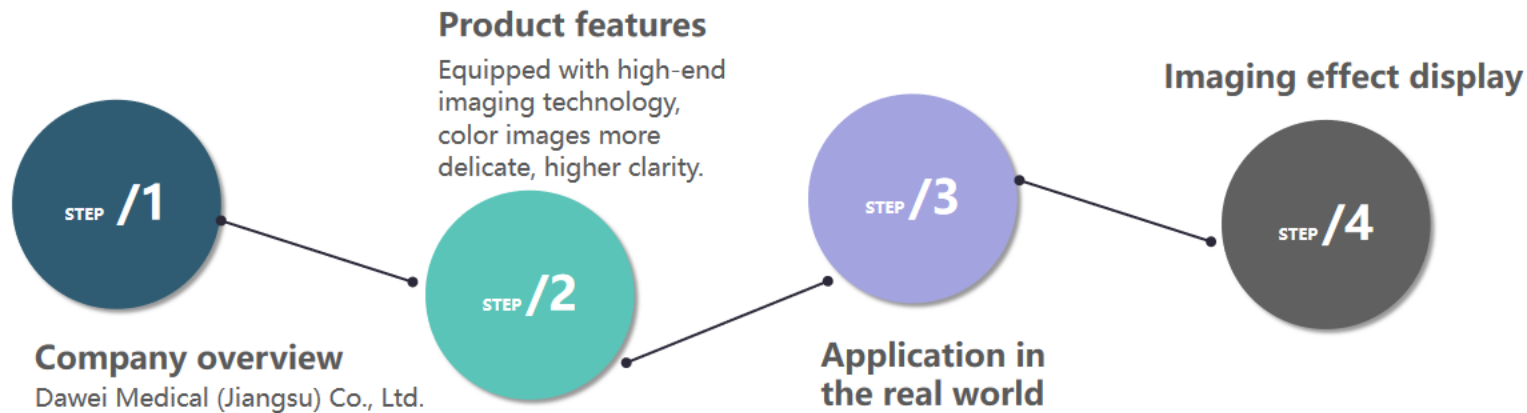 STEP /1
Company overview
Dawei Medical (Jiangsu) Co., Ltd.
Product features
Equipped with high-end
imaging technology,
color images more
delicate, higher clarity.
STEP /2
STEP /3
Application in
the real world
Imaging effect display
STEP /4